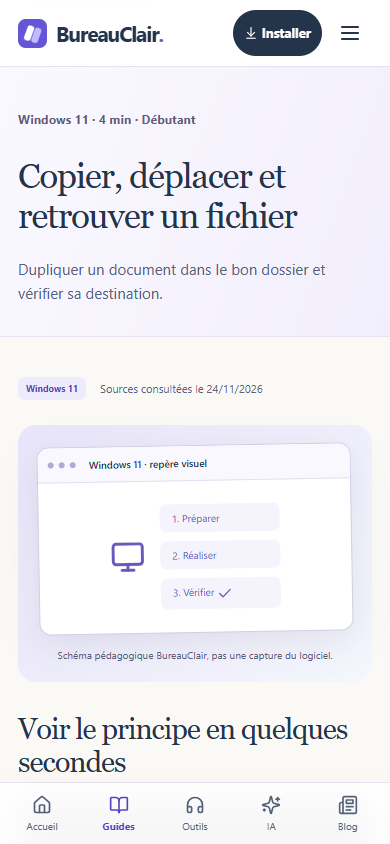 BureauClair.
Installer
Windows 11 · 4 min · Débutant
Copier, déplacer et
retrouver un fichier
Dupliquer un document dans le bon dossier et
vérifier sa destination.
Windows 11
Sources consultées le 24/11/2026
Windows 11 · repère visuel
1. Préparer
2. Réaliser
3. Vérifier
Schéma pédagogique BureauClair, pas une capture du logiciel.
Voir le principe en quelques
secondes
Accueil
Guides
Outils
IA
Blog